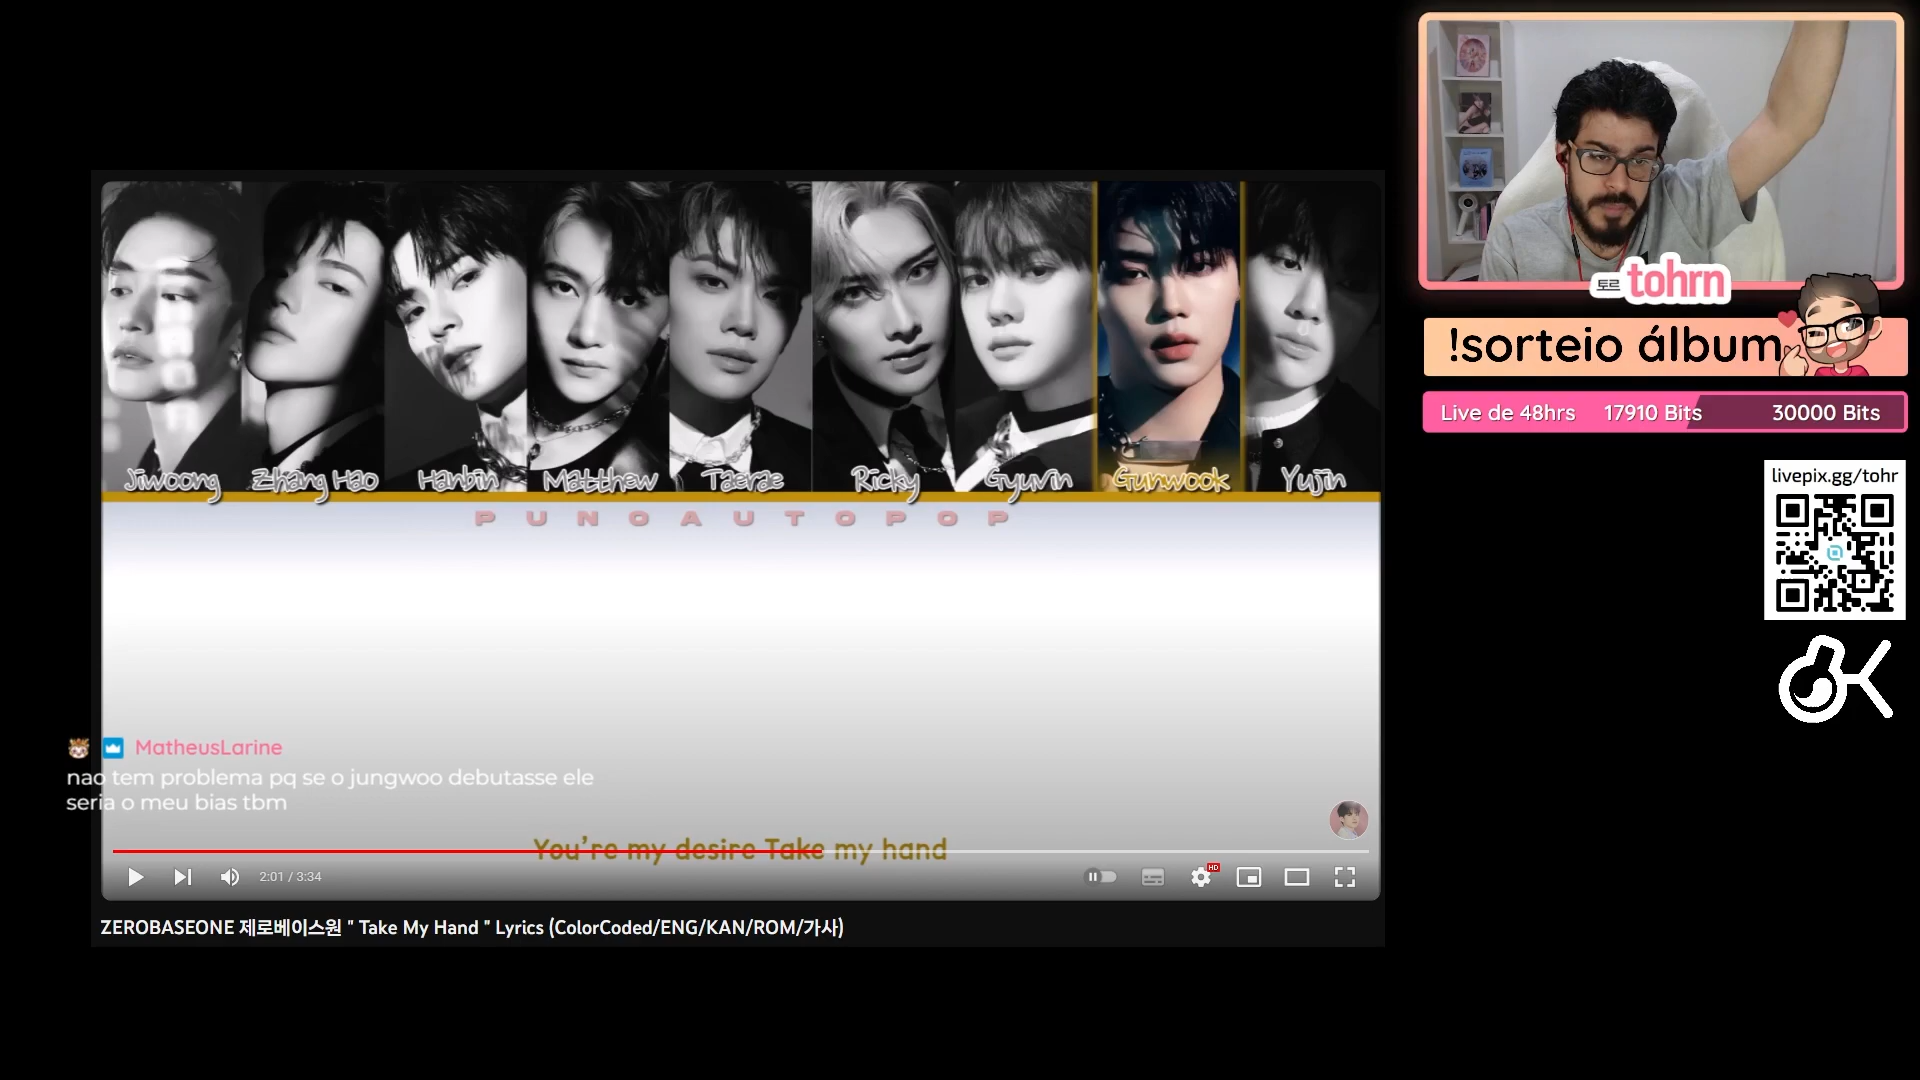 Jiwoong
Zhang Hao
Hanbin
Matthew
Taerae
Ricky
Gyuvin
Gunwook
Yujin
PUNOAUTOPOP
MatheusLarine
nao tem problema pq se o jungwoo debutasse ele
seria o meu bias tbm
You're my desire Take my hand
2:01 / 3:34
HD
ZEROBASEONE 제로베이스원 " Take My Hand " Lyrics (ColorCoded/ENG/KAN/ROM/가사)
토르 tohrn
!sorteio álbum
Live de 48hrs 17910 Bits 30000 Bits
livepix.gg/tohr